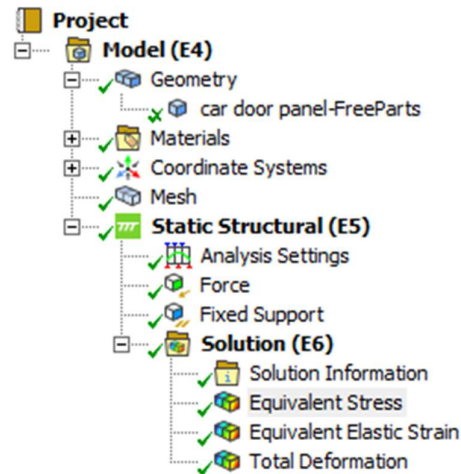 Project
Model (E4)
Geometry
car door panel-FreeParts
Materials
Coordinate Systems
Mesh
Static Structural (E5)
Analysis Settings
Force
Fixed Support
Solution (E6)
Solution Information
Equivalent Stress
Equivalent Elastic Strain
Total Deformation